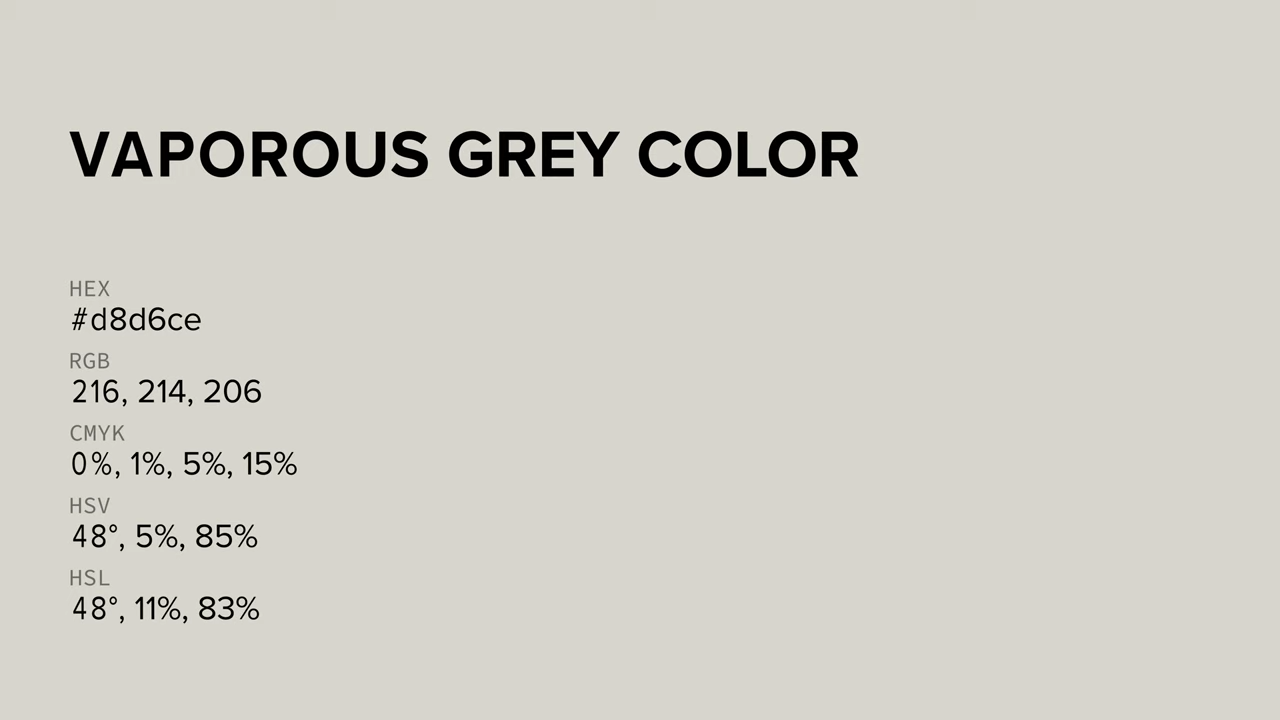 VAPOROUS GREY COLOR
HEX
#d8d6ce
RGB
216, 214, 206
CMYK
0%, 1%, 5%, 15%
HSV
48°, 5%, 85%
HSL
48°, 11%, 83%